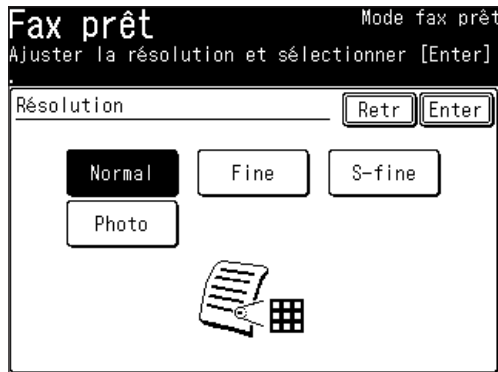 Fax prêt Mode fax prêt
Ajuster la résolution et sélectionner [Enter]
.
Résolution Retr Enter
Normal Fine S-fine
Photo